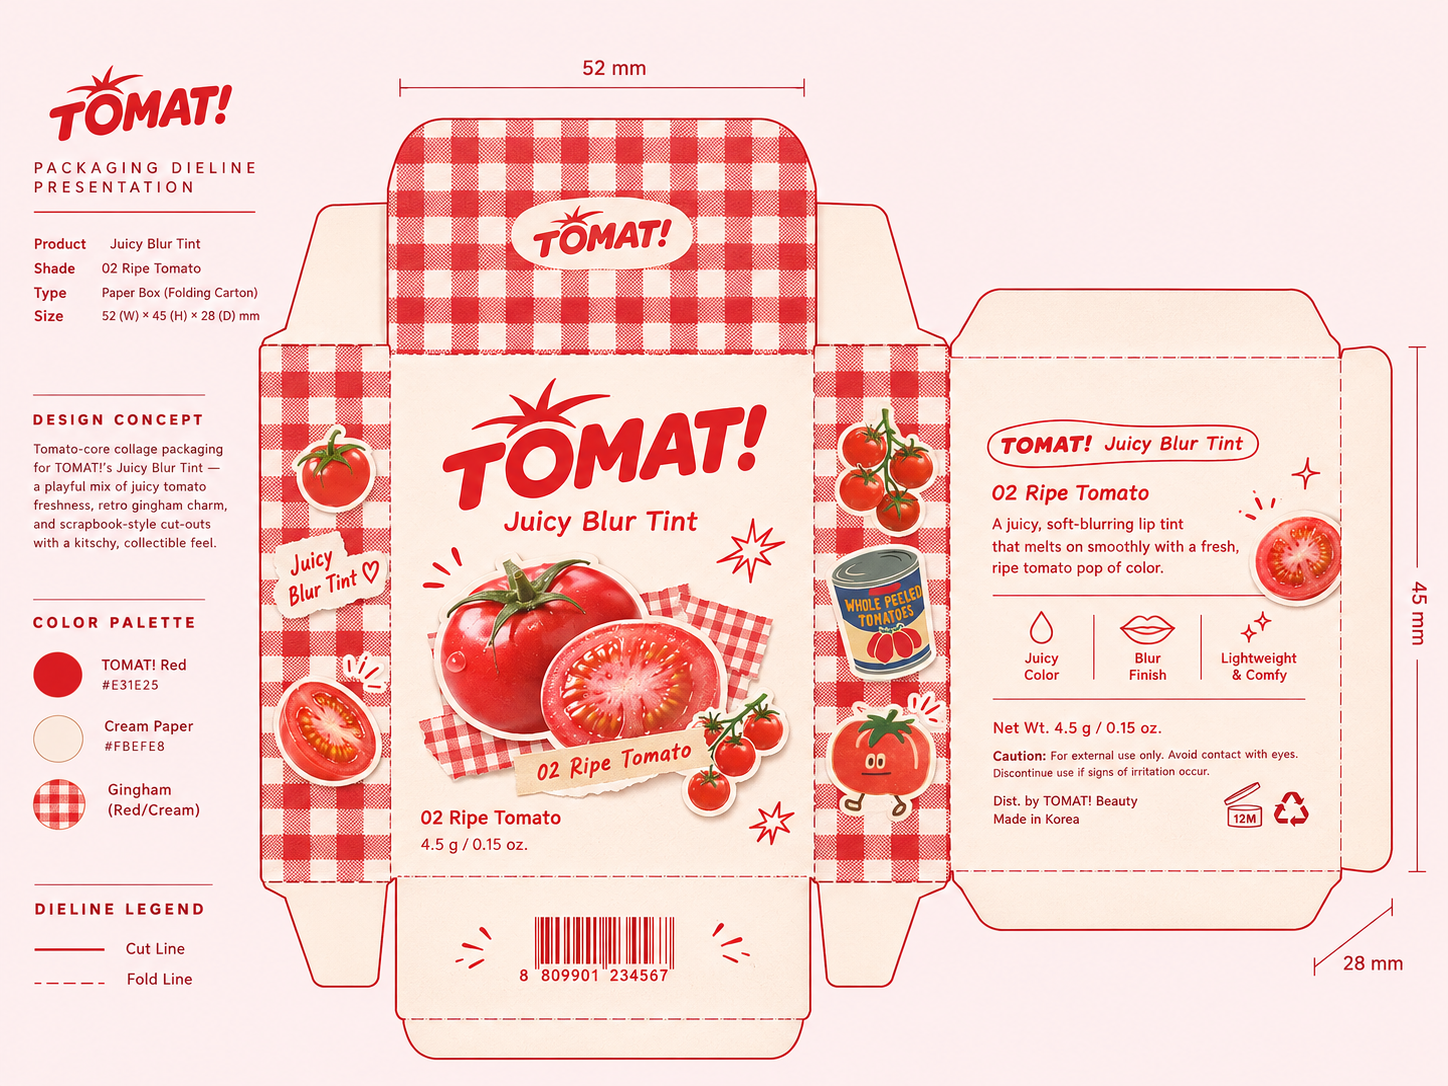 TOMAT!
PACKAGING DIELINE
PRESENTATION
Product Juicy Blur Tint
Shade 02 Ripe Tomato
Type Paper Box (Folding Carton)
Size 52 (W) × 45 (H) × 28 (D) mm
DESIGN CONCEPT
Tomato-core collage packaging
for TOMAT!'s Juicy Blur Tint —
a playful mix of juicy tomato
freshness, retro gingham charm,
and scrapbook-style cut-outs
with a kitschy, collectible feel.
COLOR PALETTE
TOMAT! Red
#E31E25
Cream Paper
#FBEFE8
Gingham
(Red/Cream)
DIELINE LEGEND
Cut Line
Fold Line
52 mm
TOMAT!
Juicy
Blur Tint ♡
TOMAT!
Juicy Blur Tint
02 Ripe Tomato
02 Ripe Tomato
4.5 g / 0.15 oz.
8 809901 234567
WHOLE PEELED
TOMATOES
TOMAT! Juicy Blur Tint
02 Ripe Tomato
A juicy, soft-blurring lip tint
that melts on smoothly with a fresh,
ripe tomato pop of color.
Juicy
Color
Blur
Finish
Lightweight
& Comfy
Net Wt. 4.5 g / 0.15 oz.
Caution: For external use only. Avoid contact with eyes.
Discontinue use if signs of irritation occur.
Dist. by TOMAT! Beauty
Made in Korea
12M
45 mm
28 mm